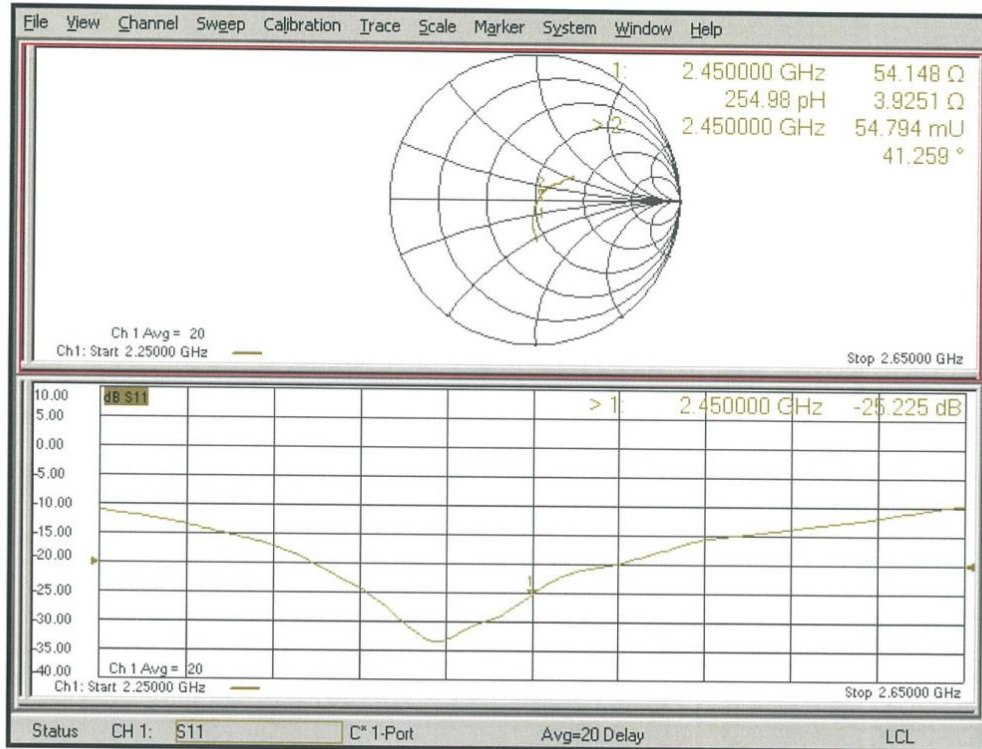 File View Channel Sweep Calibration Trace Scale Marker System Window Help
1: 2.450000 GHz 54.148 Ω
254.98 pH 3.9251 Ω
> 2: 2.450000 GHz 54.794 mU
41.259 °
Ch 1 Avg = 20
Ch1: Start 2.25000 GHz
Stop 2.65000 GHz
10.00
dB S11
> 1: 2.450000 GHz -25.225 dB
5.00
0.00
-5.00
-10.00
-15.00
-20.00
-25.00
1
-30.00
-35.00
-40.00
Ch 1 Avg = 20
Ch1: Start 2.25000 GHz
Stop 2.65000 GHz
Status CH 1: S11 C* 1-Port Avg=20 Delay LCL